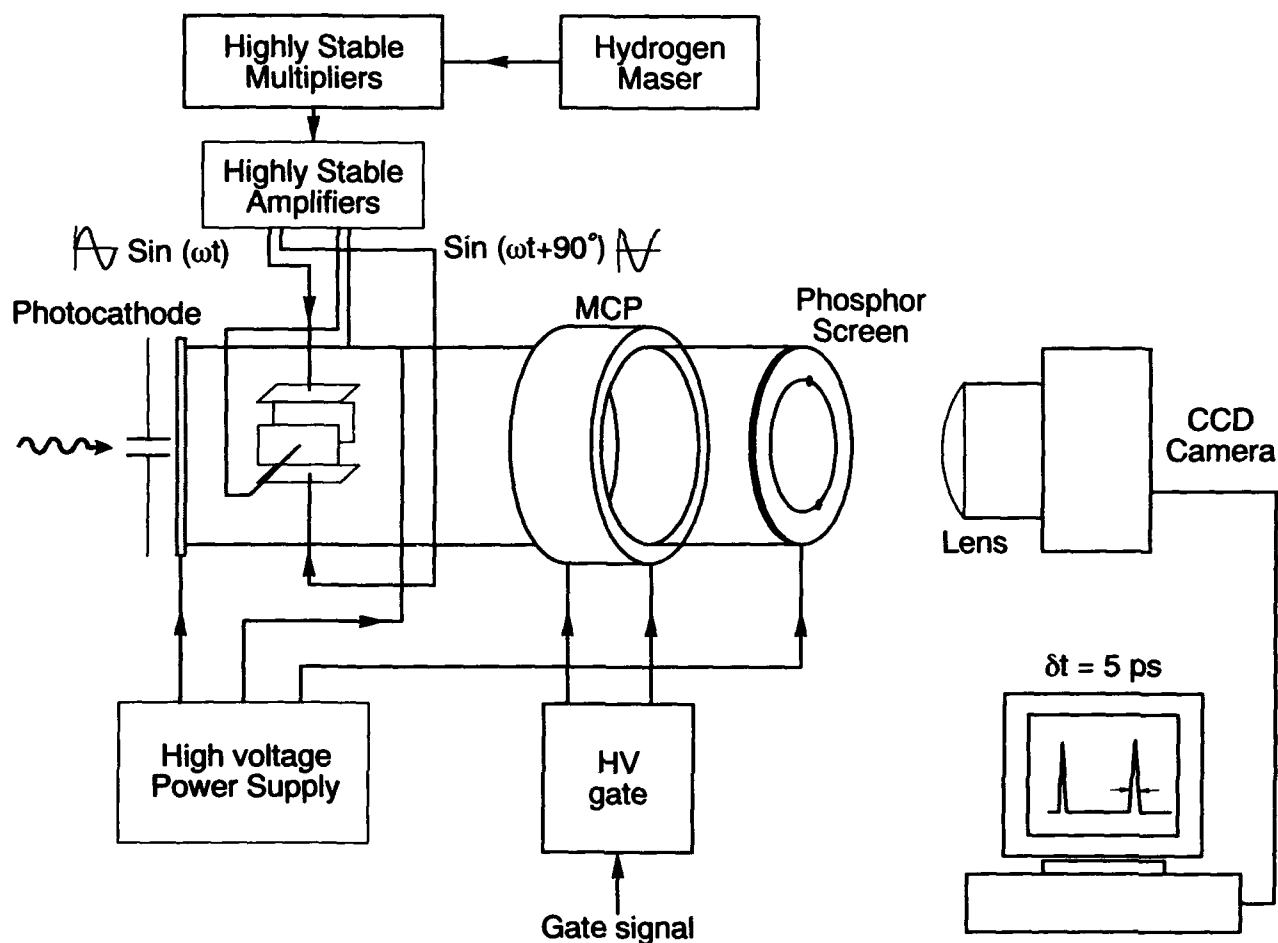 Highly Stable
Multipliers
Hydrogen
Maser
Highly Stable
Amplifiers
Sin (ωt)
Sin (ωt+90°)
Photocathode
MCP
Phosphor
Screen
CCD
Camera
Lens
δt = 5 ps
High voltage
Power Supply
HV
gate
Gate signal